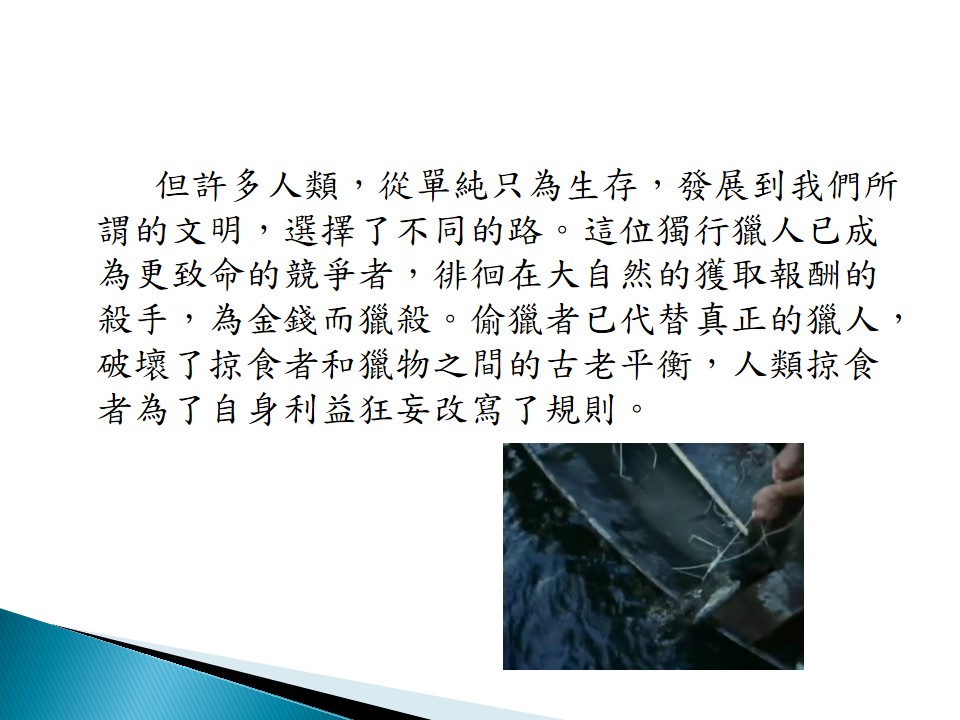 但許多人類，從單純只為生存，發展到我們所
謂的文明，選擇了不同的路。這位獨行獵人已成
為更致命的競爭者，徘徊在大自然的獲取報酬的
殺手，為金錢而獵殺。偷獵者已代替真正的獵人，
破壞了掠食者和獵物之間的古老平衡，人類掠食
者為了自身利益狂妄改寫了規則。